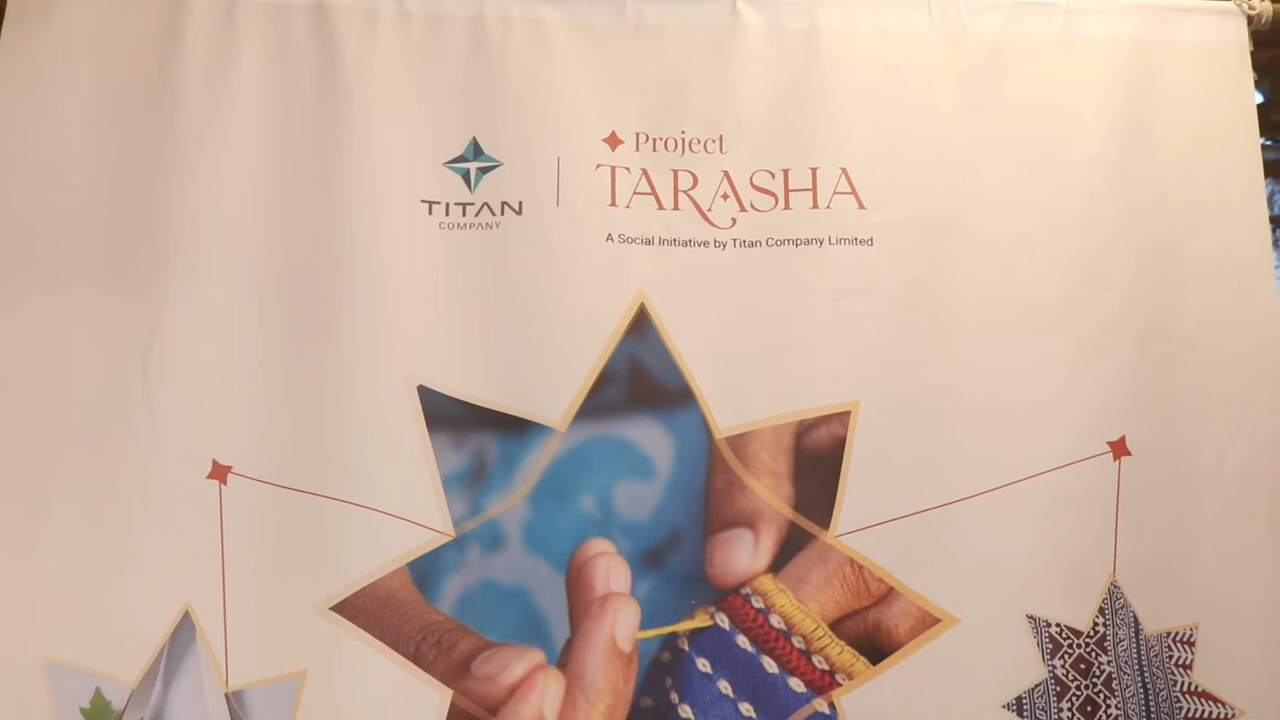 TITAN
COMPANY
Project
TARASHA
A Social Initiative by Titan Company Limited